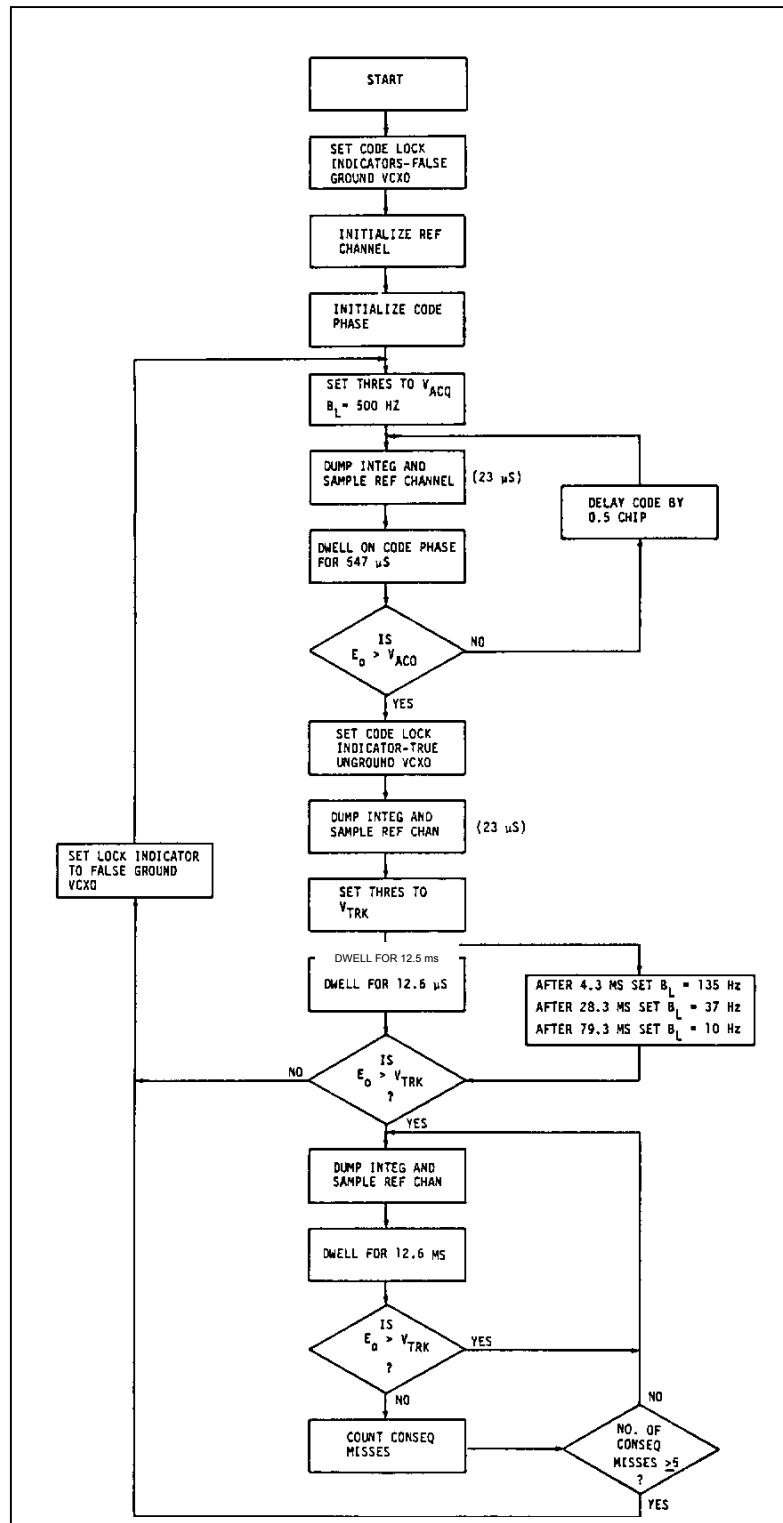 START
SET CODE LOCK
INDICATORS-FALSE
GROUND VCXO
INITIALIZE REF
CHANNEL
INITIALIZE CODE
PHASE
SET THRES TO V_ACQ
B_L = 500 HZ
DUMP INTEG AND
SAMPLE REF CHANNEL
(23 µS)
DELAY CODE BY
0.5 CHIP
DWELL ON CODE PHASE
FOR 547 µS
IS
E_o > V_ACQ
NO
YES
SET CODE LOCK
INDICATOR-TRUE
UNGROUND VCXO
DUMP INTEG AND
SAMPLE REF CHAN
(23 µS)
SET LOCK INDICATOR
TO FALSE GROUND
VCXO
SET THRES TO
V_TRK
DWELL FOR 12.5 ms
DWELL FOR 12.6 µS
AFTER 4.3 MS SET B_L = 135 Hz
AFTER 28.3 MS SET B_L = 37 Hz
AFTER 79.3 MS SET B_L = 10 Hz
IS
E_o > V_TRK
?
NO
YES
DUMP INTEG AND
SAMPLE REF CHAN
DWELL FOR 12.6 MS
IS
E_o > V_TRK
?
YES
NO
COUNT CONSEQ
MISSES
NO
NO. OF
CONSEQ
MISSES ≥5
?
YES